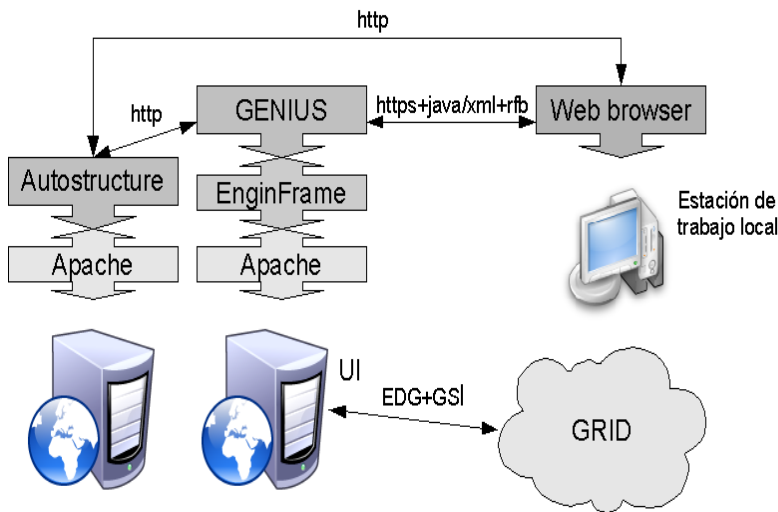 http
GENIUS
https+java/xml+rfb
Web browser
http
Autostructure
EnginFrame
Estación de
trabajo local
Apache
Apache
UI
EDG+GSI
GRID